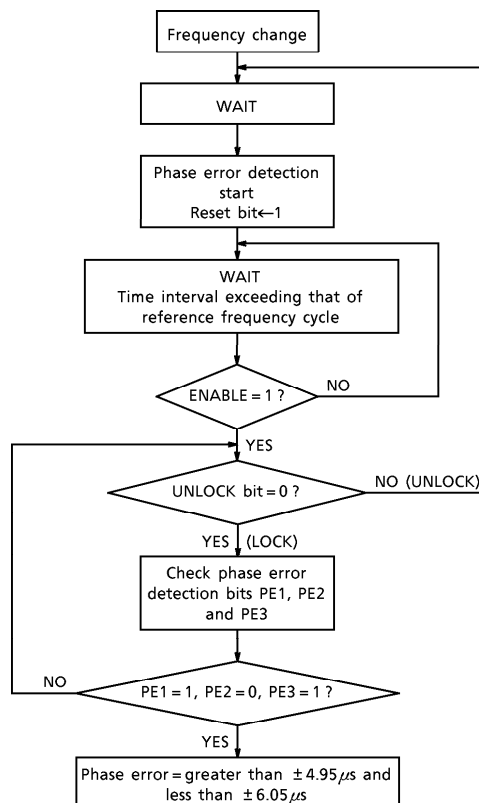 Frequency change
WAIT
Phase error detection
start
Reset bit←1
WAIT
Time interval exceeding that of
reference frequency cycle
ENABLE = 1 ?
NO
YES
UNLOCK bit = 0 ?
NO (UNLOCK)
YES (LOCK)
Check phase error
detection bits PE1, PE2
and PE3
NO
PE1 = 1, PE2 = 0, PE3 = 1 ?
YES
Phase error = greater than ±4.95μs and
less than ±6.05μs